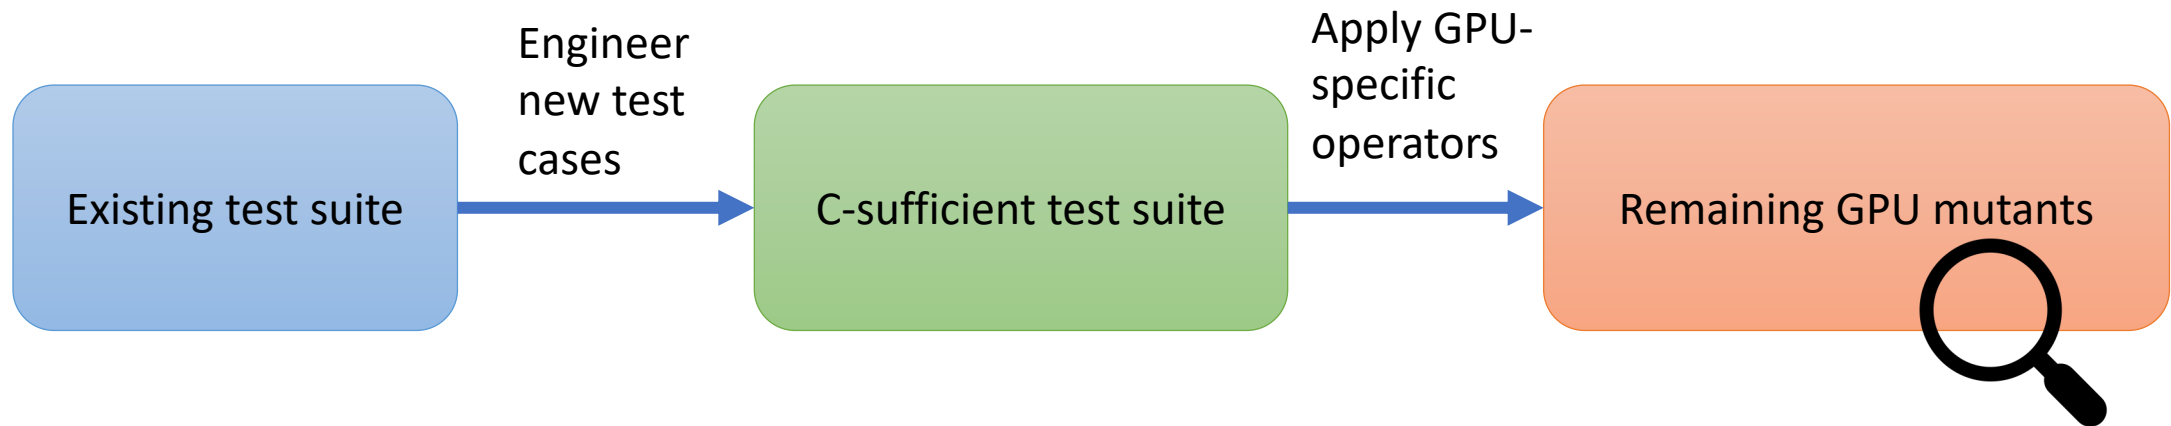 Existing test suite
Engineer
new test
cases
C-sufficient test suite
Apply GPU-
specific
operators
Remaining GPU mutants